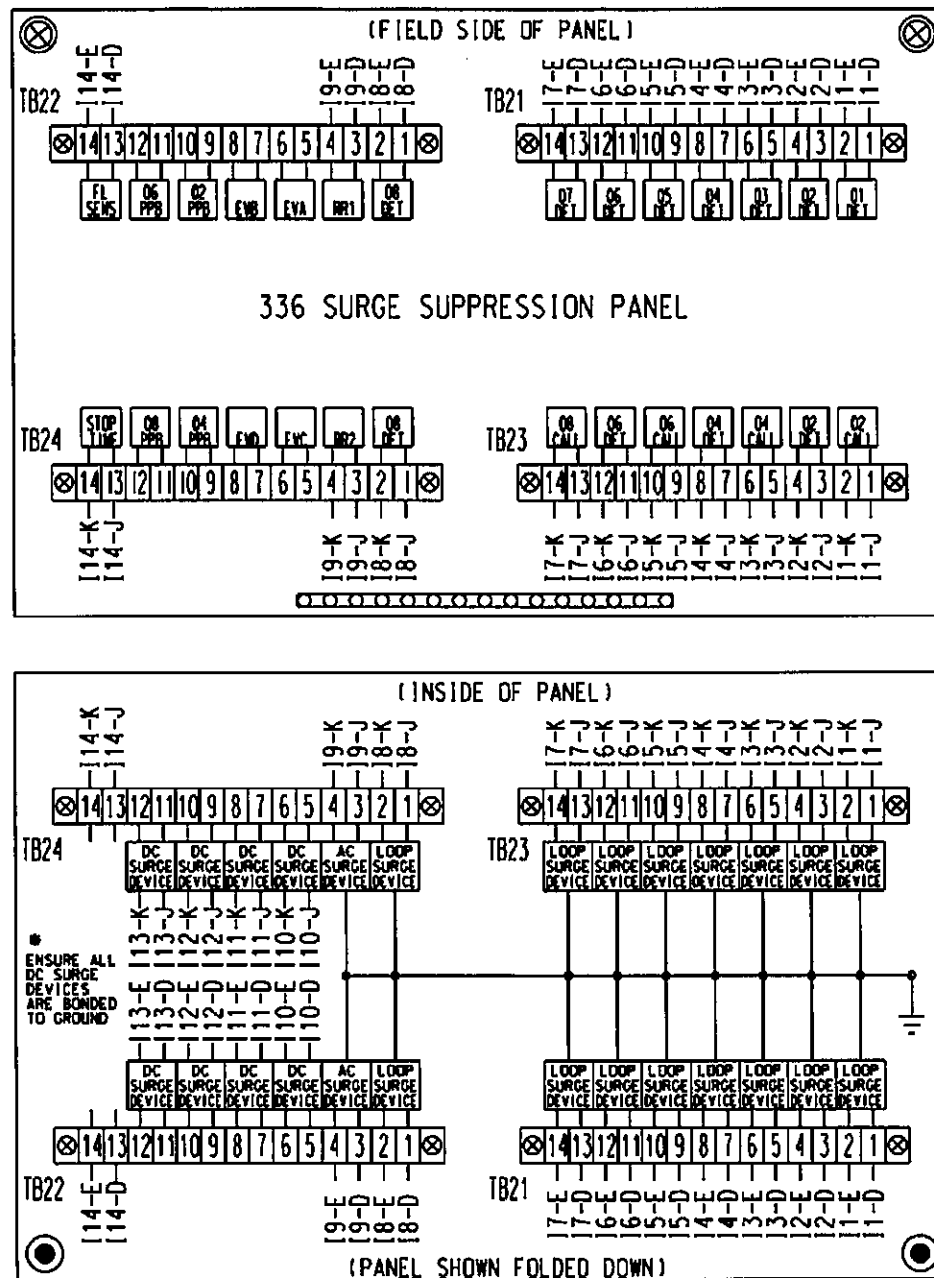 (FIELD SIDE OF PANEL)
I14-E I14-D I9-E I9-D I8-E I8-D I7-E I7-D I6-E I6-D I5-E I5-D I4-E I4-D I3-E I3-D I2-E I2-D I1-E I1-D
TB22 TB21
14 13 12 11 10 9 8 7 6 5 4 3 2 1 14 13 12 11 10 9 8 7 6 5 4 3 2 1
FL SENS 06 PPB 02 PPB EVB EVA RR1 08 DET 07 DET 06 DET 05 DET 04 DET 03 DET 02 DET 01 DET
336 SURGE SUPPRESSION PANEL
STOP TIME 08 PPB 04 PPB EVD EVC RR2 08 DET 08 CALL 06 DET 06 CALL 04 DET 04 CALL 02 DET 02 CALL
TB24 TB23
14 13 12 11 10 9 8 7 6 5 4 3 2 1 14 13 12 11 10 9 8 7 6 5 4 3 2 1
I14-K I14-J I9-K I9-J I8-K I8-J I7-K I7-J I6-K I6-J I5-K I5-J I4-K I4-J I3-K I3-J I2-K I2-J I1-K I1-J
(INSIDE OF PANEL)
I14-K I14-J I9-K I9-J I8-K I8-J I7-K I7-J I6-K I6-J I5-K I5-J I4-K I4-J I3-K I3-J I2-K I2-J I1-K I1-J
14 13 12 11 10 9 8 7 6 5 4 3 2 1 14 13 12 11 10 9 8 7 6 5 4 3 2 1
TB24 TB23
DC DC DC DC AC LOOP LOOP LOOP LOOP LOOP LOOP LOOP LOOP
SURGE SURGE SURGE SURGE SURGE SURGE SURGE SURGE SURGE SURGE SURGE SURGE SURGE
DEVICE DEVICE DEVICE DEVICE DEVICE DEVICE DEVICE DEVICE DEVICE DEVICE DEVICE DEVICE DEVICE
I13-K I13-J I12-K I12-J I11-K I11-J I10-K I10-J
*
ENSURE ALL
DC SURGE
DEVICES
ARE BONDED
TO GROUND
I13-E I13-D I12-E I12-D I11-E I11-D I10-E I10-D
DC DC DC DC AC LOOP LOOP LOOP LOOP LOOP LOOP LOOP LOOP
SURGE SURGE SURGE SURGE SURGE SURGE SURGE SURGE SURGE SURGE SURGE SURGE SURGE
DEVICE DEVICE DEVICE DEVICE DEVICE DEVICE DEVICE DEVICE DEVICE DEVICE DEVICE DEVICE DEVICE
14 13 12 11 10 9 8 7 6 5 4 3 2 1 14 13 12 11 10 9 8 7 6 5 4 3 2 1
TB22 TB21
I14-E I14-D I9-E I9-D I8-E I8-D I7-E I7-D I6-E I6-D I5-E I5-D I4-E I4-D I3-E I3-D I2-E I2-D I1-E I1-D
(PANEL SHOWN FOLDED DOWN)